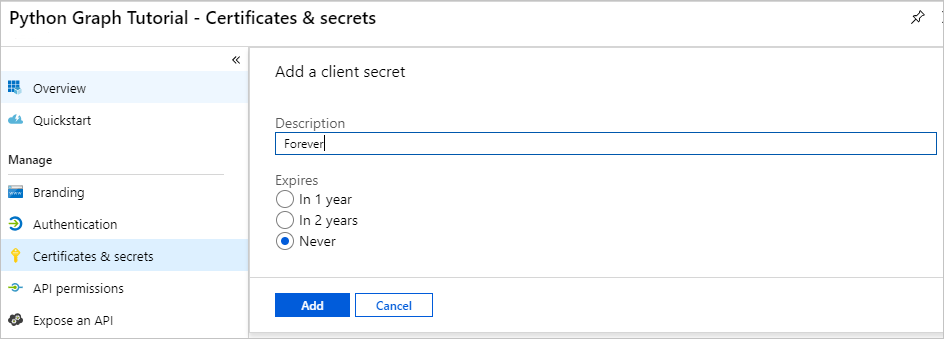 Python Graph Tutorial - Certificates & secrets
«
Overview
Quickstart
Manage
Branding
Authentication
Certificates & secrets
API permissions
Expose an API
Add a client secret
Description
Forever
Expires
In 1 year
In 2 years
Never
Add Cancel